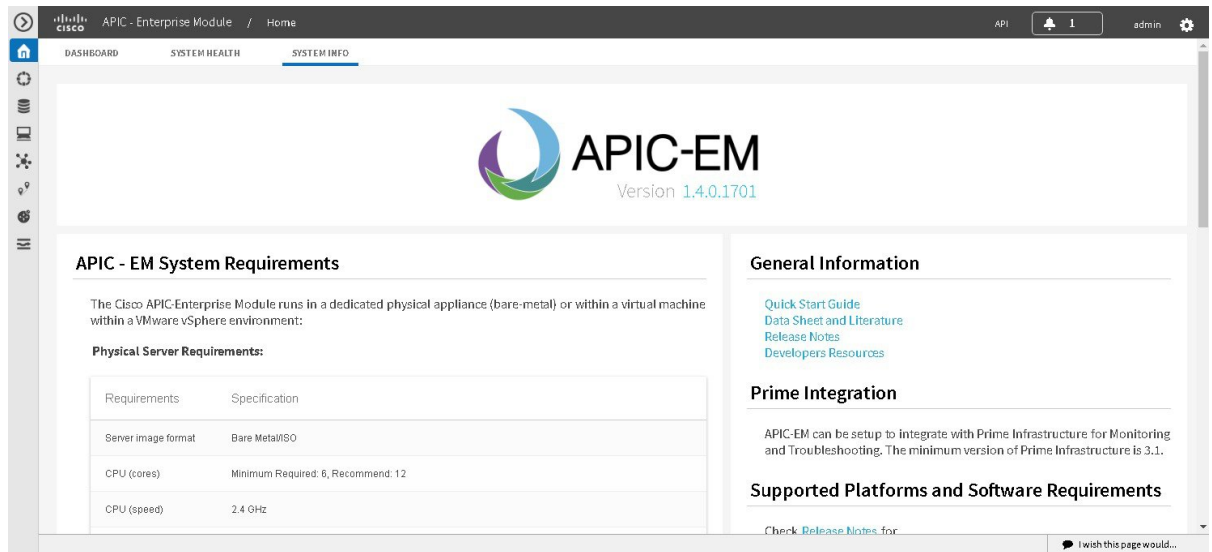 cisco APIC - Enterprise Module / Home API 1 admin
DASHBOARD SYSTEM HEALTH SYSTEM INFO
APIC-EM
Version 1.4.0.1701
APIC - EM System Requirements
The Cisco APIC-Enterprise Module runs in a dedicated physical appliance (bare-metal) or within a virtual machine
within a VMware vSphere environment:
Physical Server Requirements:
Requirements Specification
Server image format Bare Metal/ISO
CPU (cores) Minimum Required: 6, Recommend: 12
CPU (speed) 2.4 GHz
General Information
Quick Start Guide
Data Sheet and Literature
Release Notes
Developers Resources
Prime Integration
APIC-EM can be setup to integrate with Prime Infrastructure for Monitoring
and Troubleshooting. The minimum version of Prime Infrastructure is 3.1.
Supported Platforms and Software Requirements
Check Release Notes for
I wish this page would...